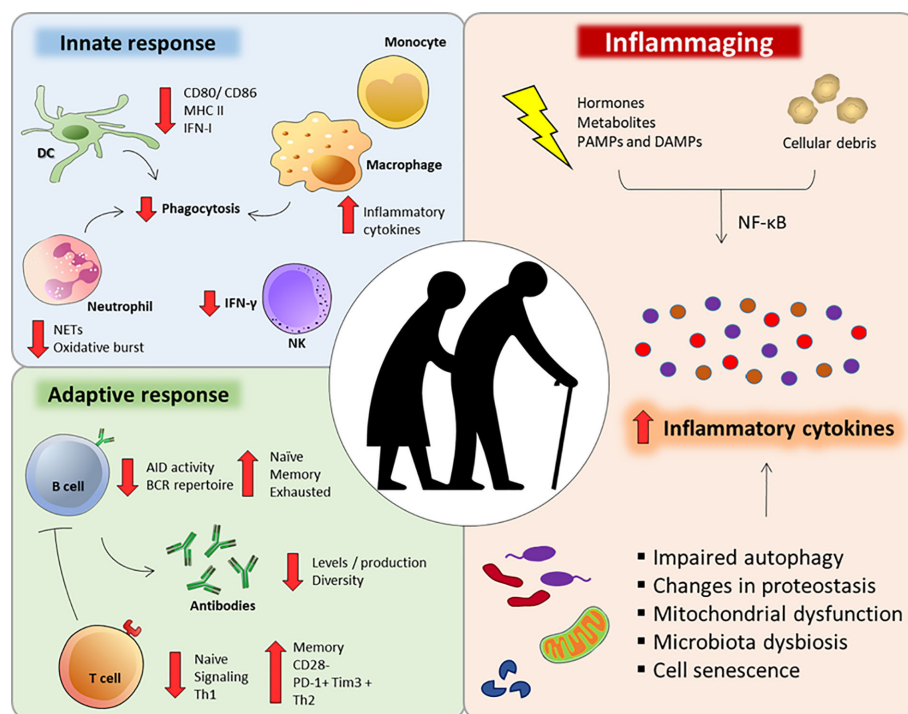 Innate response
Monocyte
CD80/ CD86
MHC II
IFN-I
DC
Macrophage
Phagocytosis
Inflammatory
cytokines
Neutrophil
IFN-γ
NK
NETs
Oxidative burst
Adaptive response
B cell
AID activity
BCR repertoire
Naïve
Memory
Exhausted
Levels / production
Diversity
Antibodies
T cell
Naive
Signaling
Th1
Memory
CD28-
PD-1+ Tim3 +
Th2
Inflammaging
Hormones
Metabolites
PAMPs and DAMPs
Cellular debris
NF-κB
Inflammatory cytokines
▪ Impaired autophagy
▪ Changes in proteostasis
▪ Mitochondrial dysfunction
▪ Microbiota dysbiosis
▪ Cell senescence